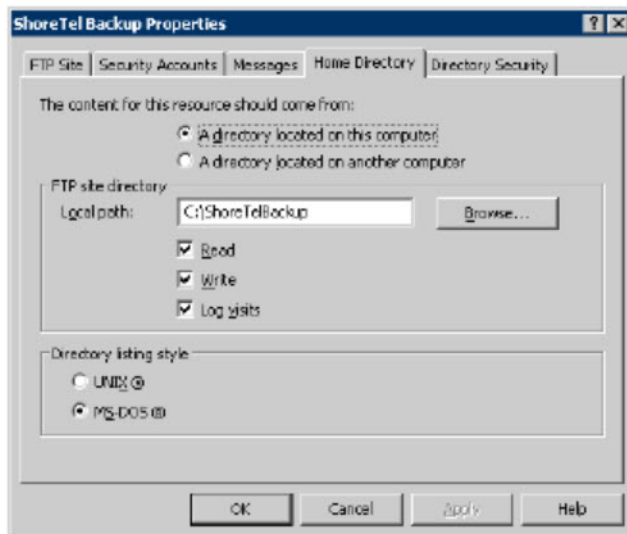 ShoreTel Backup Properties
FTP Site Security Accounts Messages Home Directory Directory Security
The content for this resource should come from:
A directory located on this computer
A directory located on another computer
FTP site directory
Local path: C:\ShoreTelBackup Browse...
Read
Write
Log visits
Directory listing style
UNIX ®
MS-DOS ®
OK Cancel Apply Help